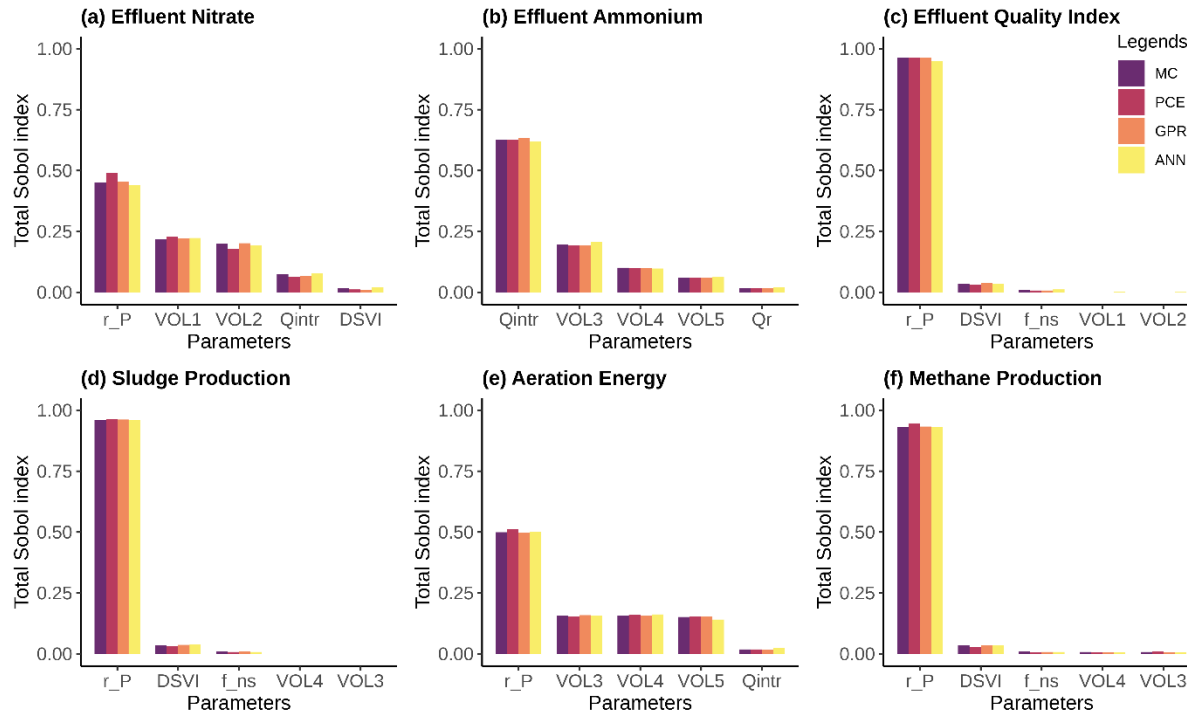 (a) Effluent Nitrate
Total Sobol index
1.00
0.75
0.50
0.25
0.00
r_P VOL1 VOL2 Qintr DSVI
Parameters
(b) Effluent Ammonium
Total Sobol index
1.00
0.75
0.50
0.25
0.00
Qintr VOL3 VOL4 VOL5 Qr
Parameters
(c) Effluent Quality Index
Total Sobol index
1.00
0.75
0.50
0.25
0.00
r_P DSVI f_ns VOL1 VOL2
Parameters
Legends
MC
PCE
GPR
ANN
(d) Sludge Production
Total Sobol index
1.00
0.75
0.50
0.25
0.00
r_P DSVI f_ns VOL4 VOL3
Parameters
(e) Aeration Energy
Total Sobol index
1.00
0.75
0.50
0.25
0.00
r_P VOL3 VOL4 VOL5 Qintr
Parameters
(f) Methane Production
Total Sobol index
1.00
0.75
0.50
0.25
0.00
r_P DSVI f_ns VOL4 VOL3
Parameters